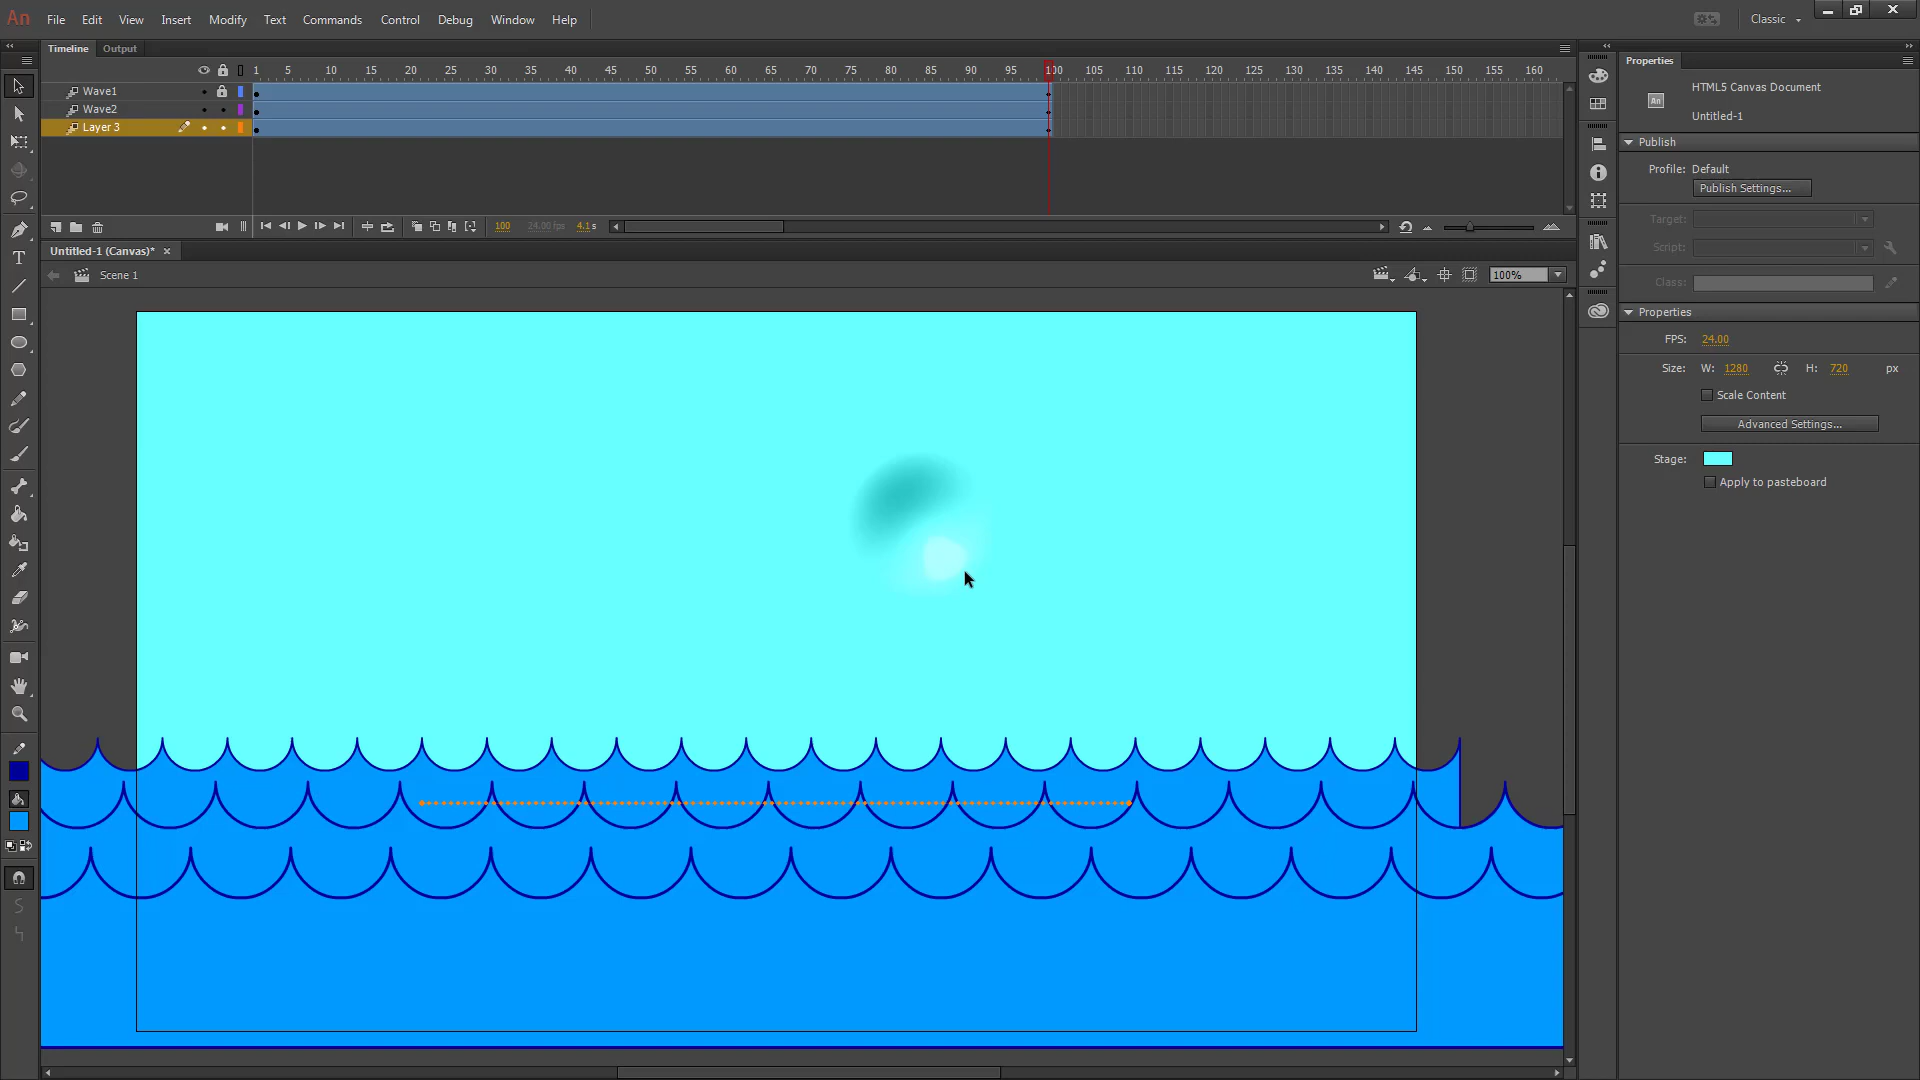 An File Edit View Insert Modify Text Commands Control Debug Window Help Classic
Timeline Output
1 5 10 15 20 25 30 35 40 45 50 55 60 65 70 75 80 85 90 95 100 105 110 115 120 125 130 135 140 145 150 155 160
Wave1
Wave2
Layer 3
100 24.00 fps 4.1 s
Untitled-1 (Canvas)* ×
Scene 1
100%
Properties
An
HTML5 Canvas Document
Untitled-1
Publish
Profile: Default
Publish Settings...
Target:
Script:
Class:
Properties
FPS: 24.00
Size: W: 1280 H: 720 px
Scale Content
Advanced Settings...
Stage:
Apply to pasteboard